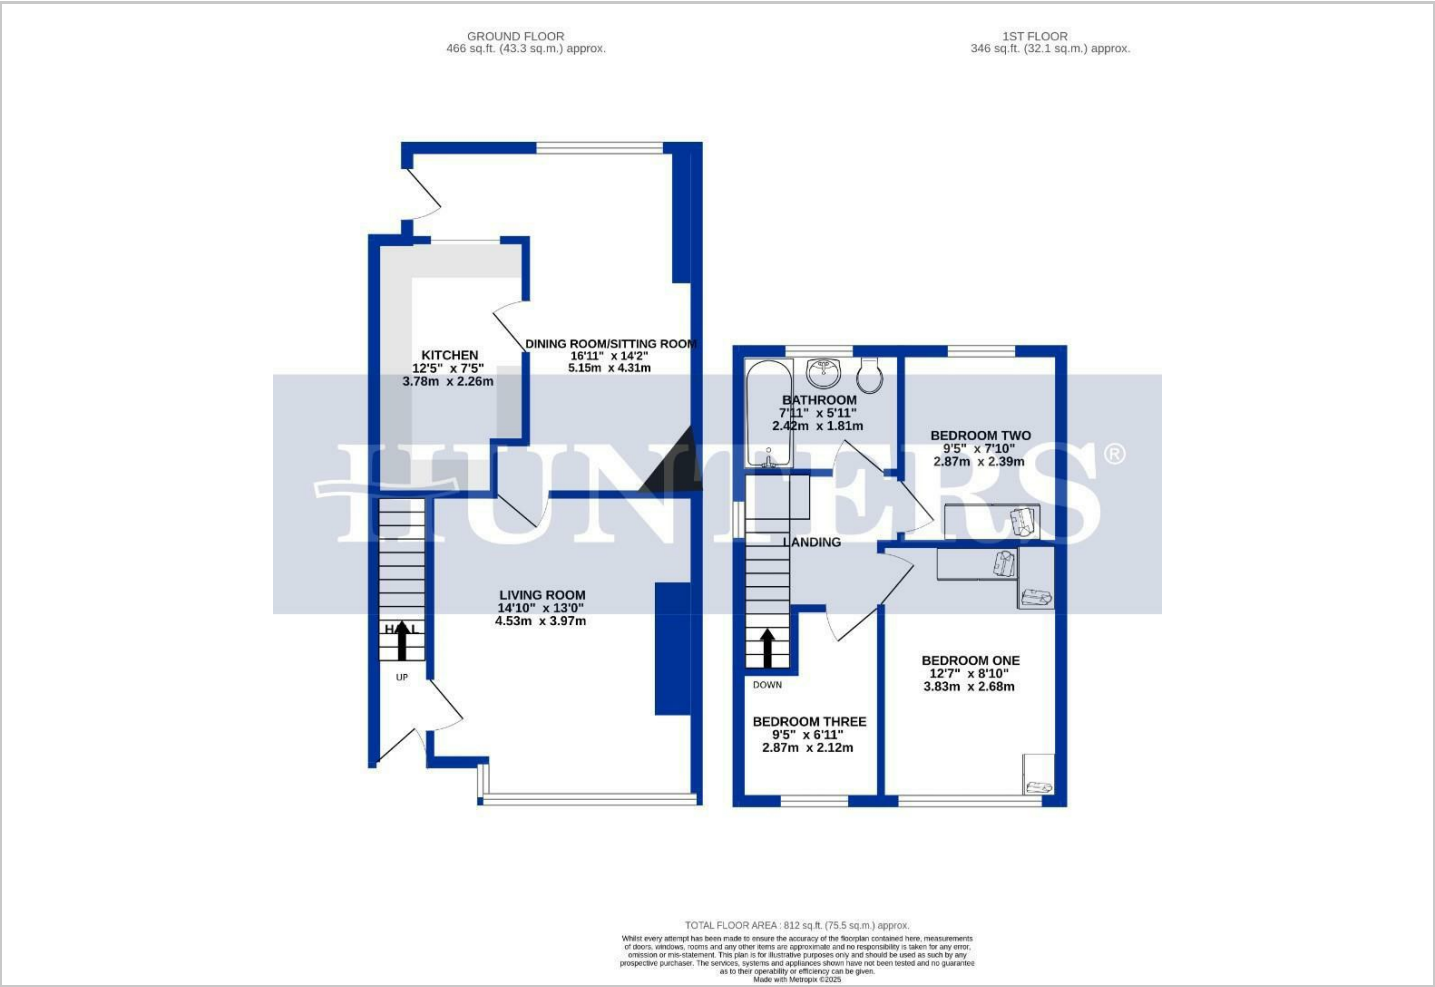 GROUND FLOOR
466 sq.ft. (43.3 sq.m.) approx.
1ST FLOOR
346 sq.ft. (32.1 sq.m.) approx.
DINING ROOM/SITTING ROOM
16'11" x 14'2"
5.15m x 4.31m
KITCHEN
12'5" x 7'5"
3.78m x 2.26m
BATHROOM
7'11" x 5'11"
2.42m x 1.81m
BEDROOM TWO
9'5" x 7'10"
2.87m x 2.39m
HUNTERS®
LANDING
LIVING ROOM
14'10" x 13'0"
4.53m x 3.97m
HALL
UP
BEDROOM ONE
12'7" x 8'10"
3.83m x 2.68m
DOWN
BEDROOM THREE
9'5" x 6'11"
2.87m x 2.12m
TOTAL FLOOR AREA : 812 sq.ft. (75.5 sq.m.) approx.
Whilst every attempt has been made to ensure the accuracy of the floorplan contained here, measurements
of doors, windows, rooms and any other items are approximate and no responsibility is taken for any error,
omission or mis-statement. This plan is for illustrative purposes only and should be used as such by any
prospective purchaser. The services, systems and appliances shown have not been tested and no guarantee
as to their operability or efficiency can be given.
Made with Metropix ©2025